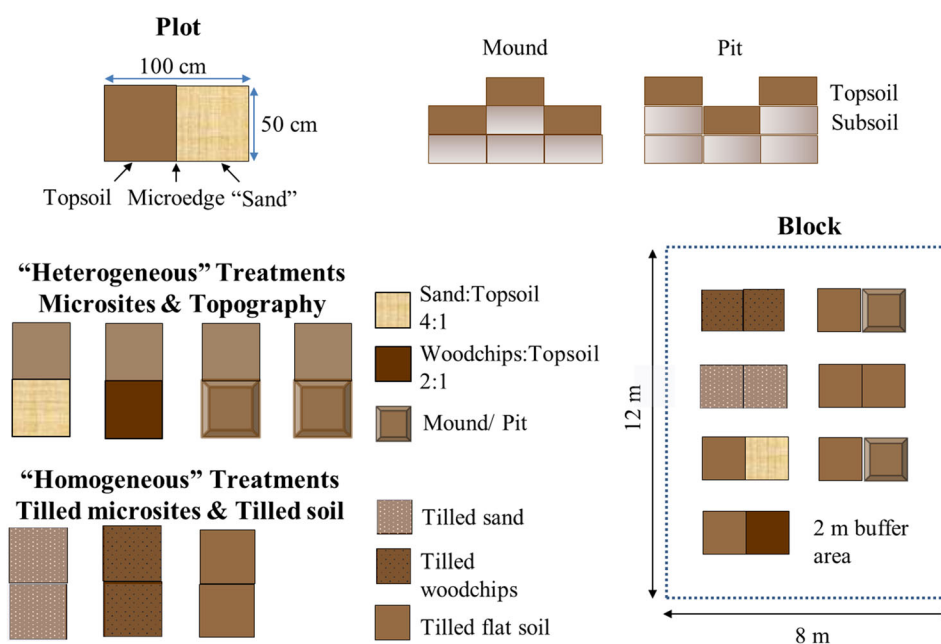 Plot
100 cm
50 cm
Topsoil
Microedge
“Sand”
Mound
Pit
Topsoil
Subsoil
“Heterogeneous” Treatments
Microsites & Topography
Sand:Topsoil
4:1
Woodchips:Topsoil
2:1
Mound/ Pit
“Homogeneous” Treatments
Tilled microsites & Tilled soil
Tilled sand
Tilled
woodchips
Tilled flat soil
Block
12 m
2 m buffer
area
8 m